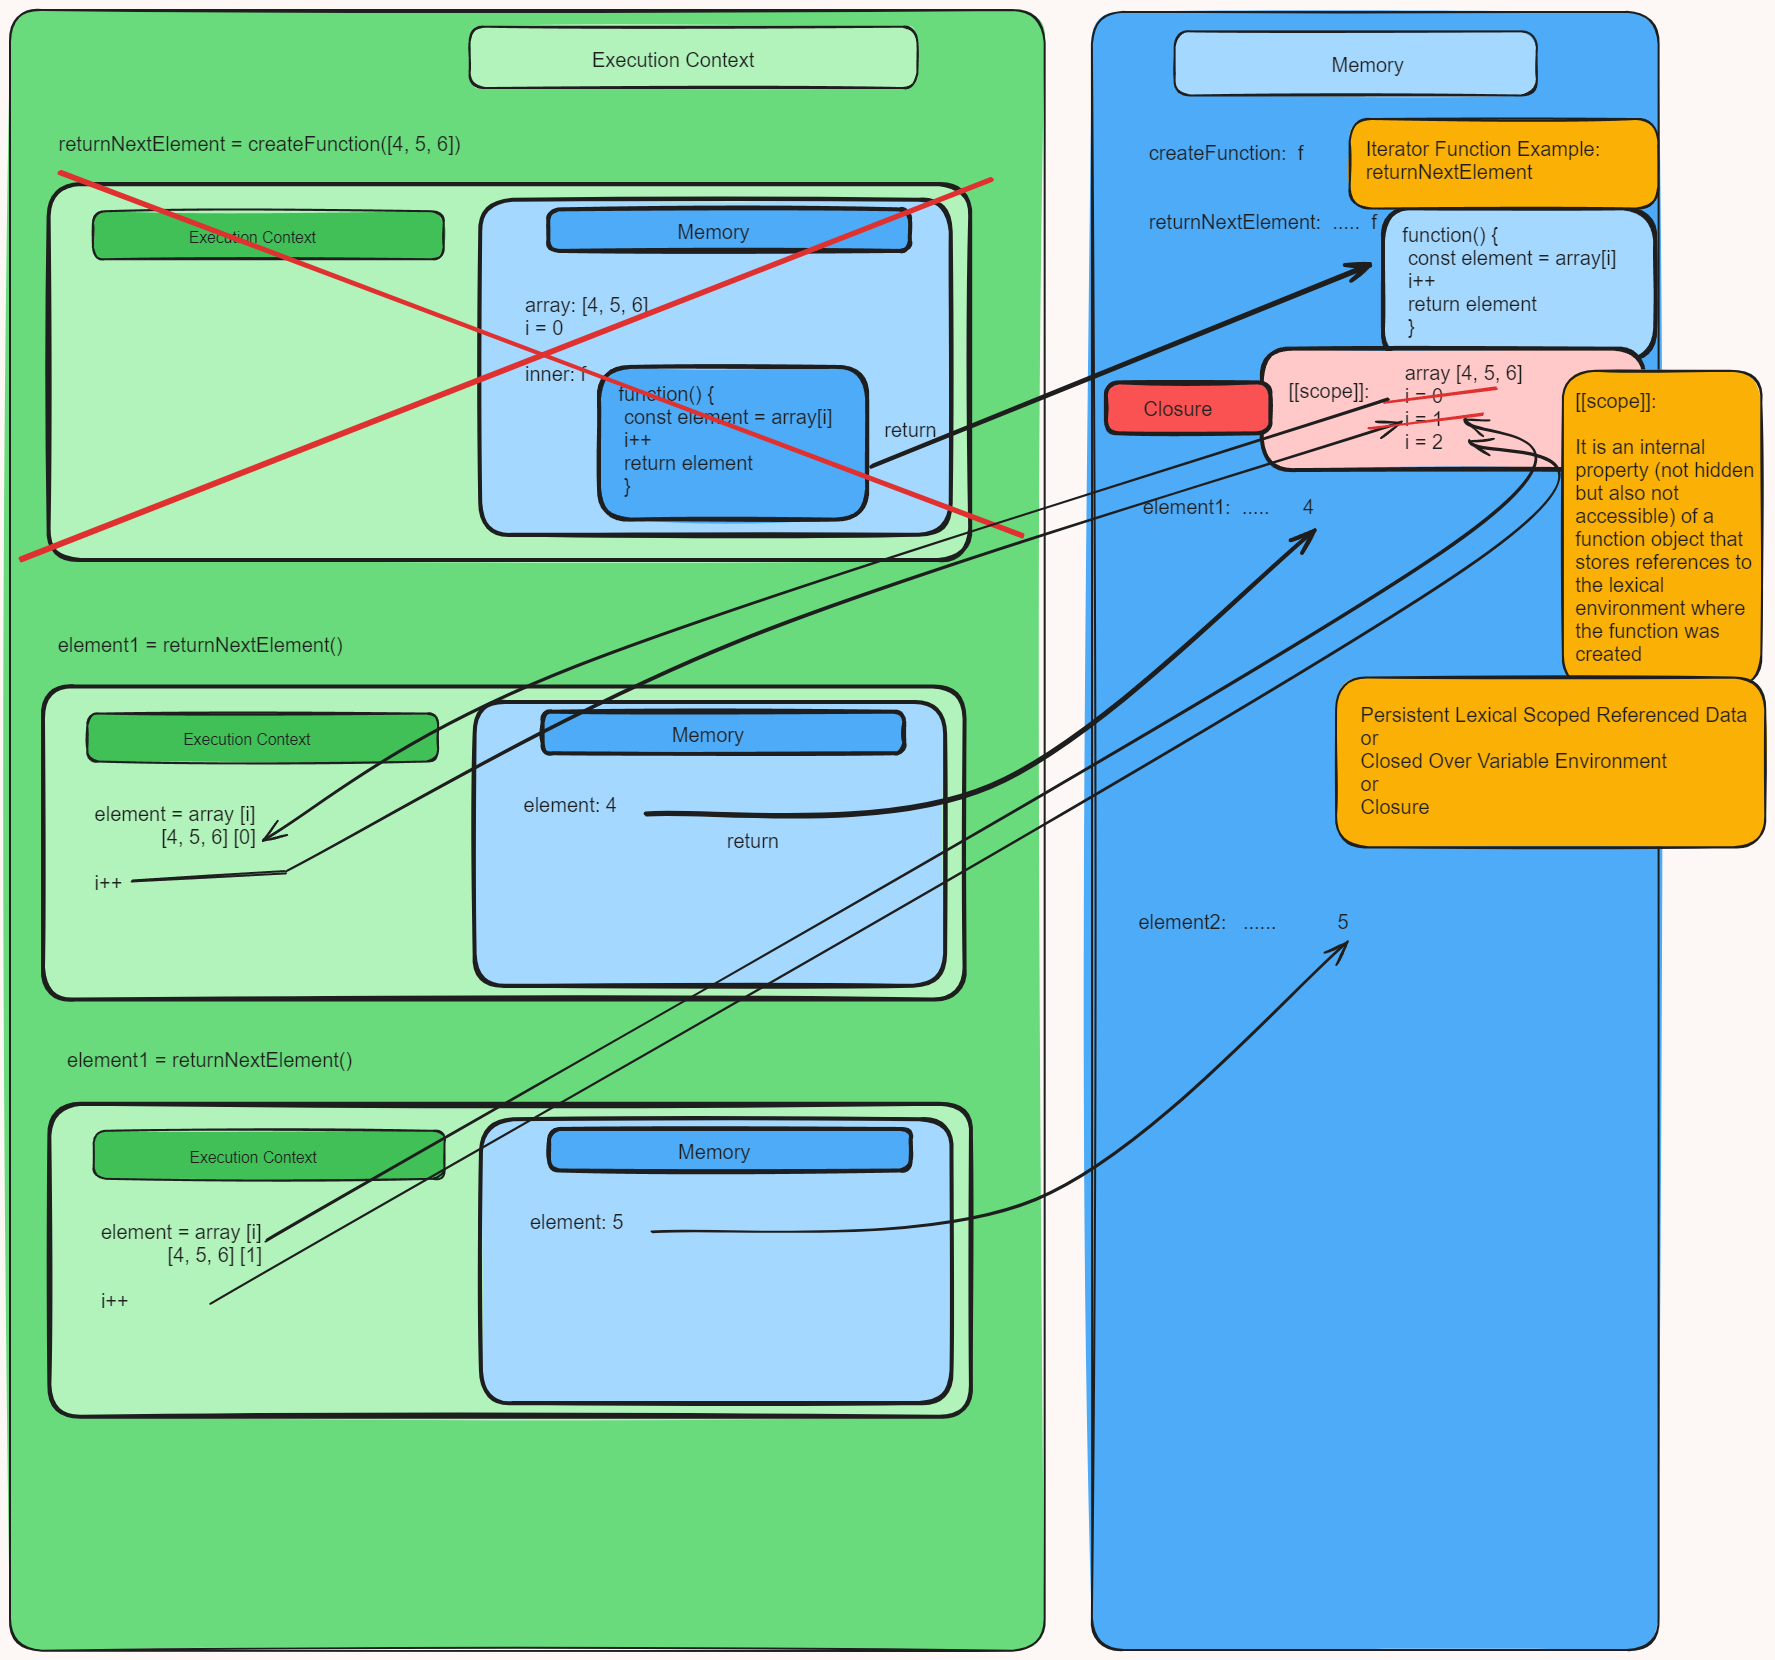 Execution Context
returnNextElement = createFunction([4, 5, 6])
Execution Context
Memory
array: [4, 5, 6]
i = 0
inner: f
function() {
const element = array[i]
i++
return element
}
return
element1 = returnNextElement()
Execution Context
Memory
element = array [i]
[4, 5, 6] [0]
i++
element: 4
return
element1 = returnNextElement()
Execution Context
Memory
element = array [i]
[4, 5, 6] [1]
i++
element: 5
Memory
createFunction: f
Iterator Function Example:
returnNextElement
returnNextElement: ..... f
function() {
const element = array[i]
i++
return element
}
Closure
[[scope]]:
array [4, 5, 6]
i = 0
i = 1
i = 2
[[scope]]:
It is an internal
property (not hidden
but also not
accessible) of a
function object that
stores references to
the lexical
environment where
the function was
created
element1: ..... 4
Persistent Lexical Scoped Referenced Data
or
Closed Over Variable Environment
or
Closure
element2: ...... 5